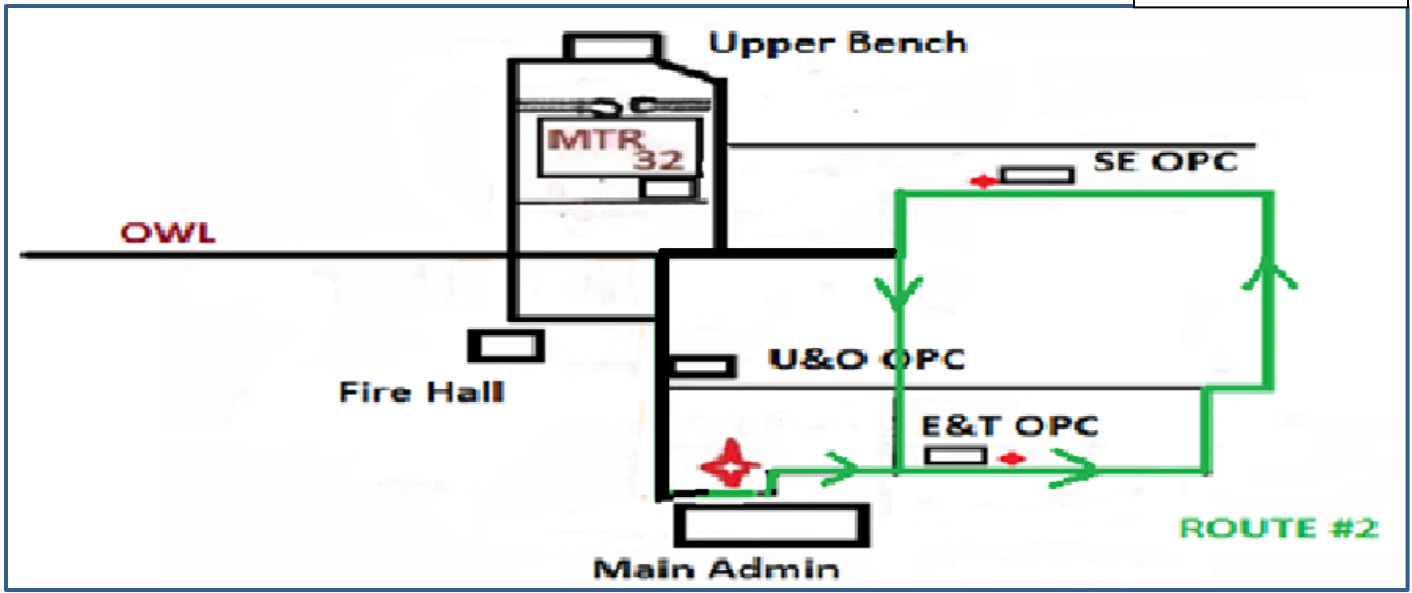 Upper Bench
MTR
32
SE OPC
OWL
U&O OPC
Fire Hall
E&T OPC
ROUTE #2
Main Admin